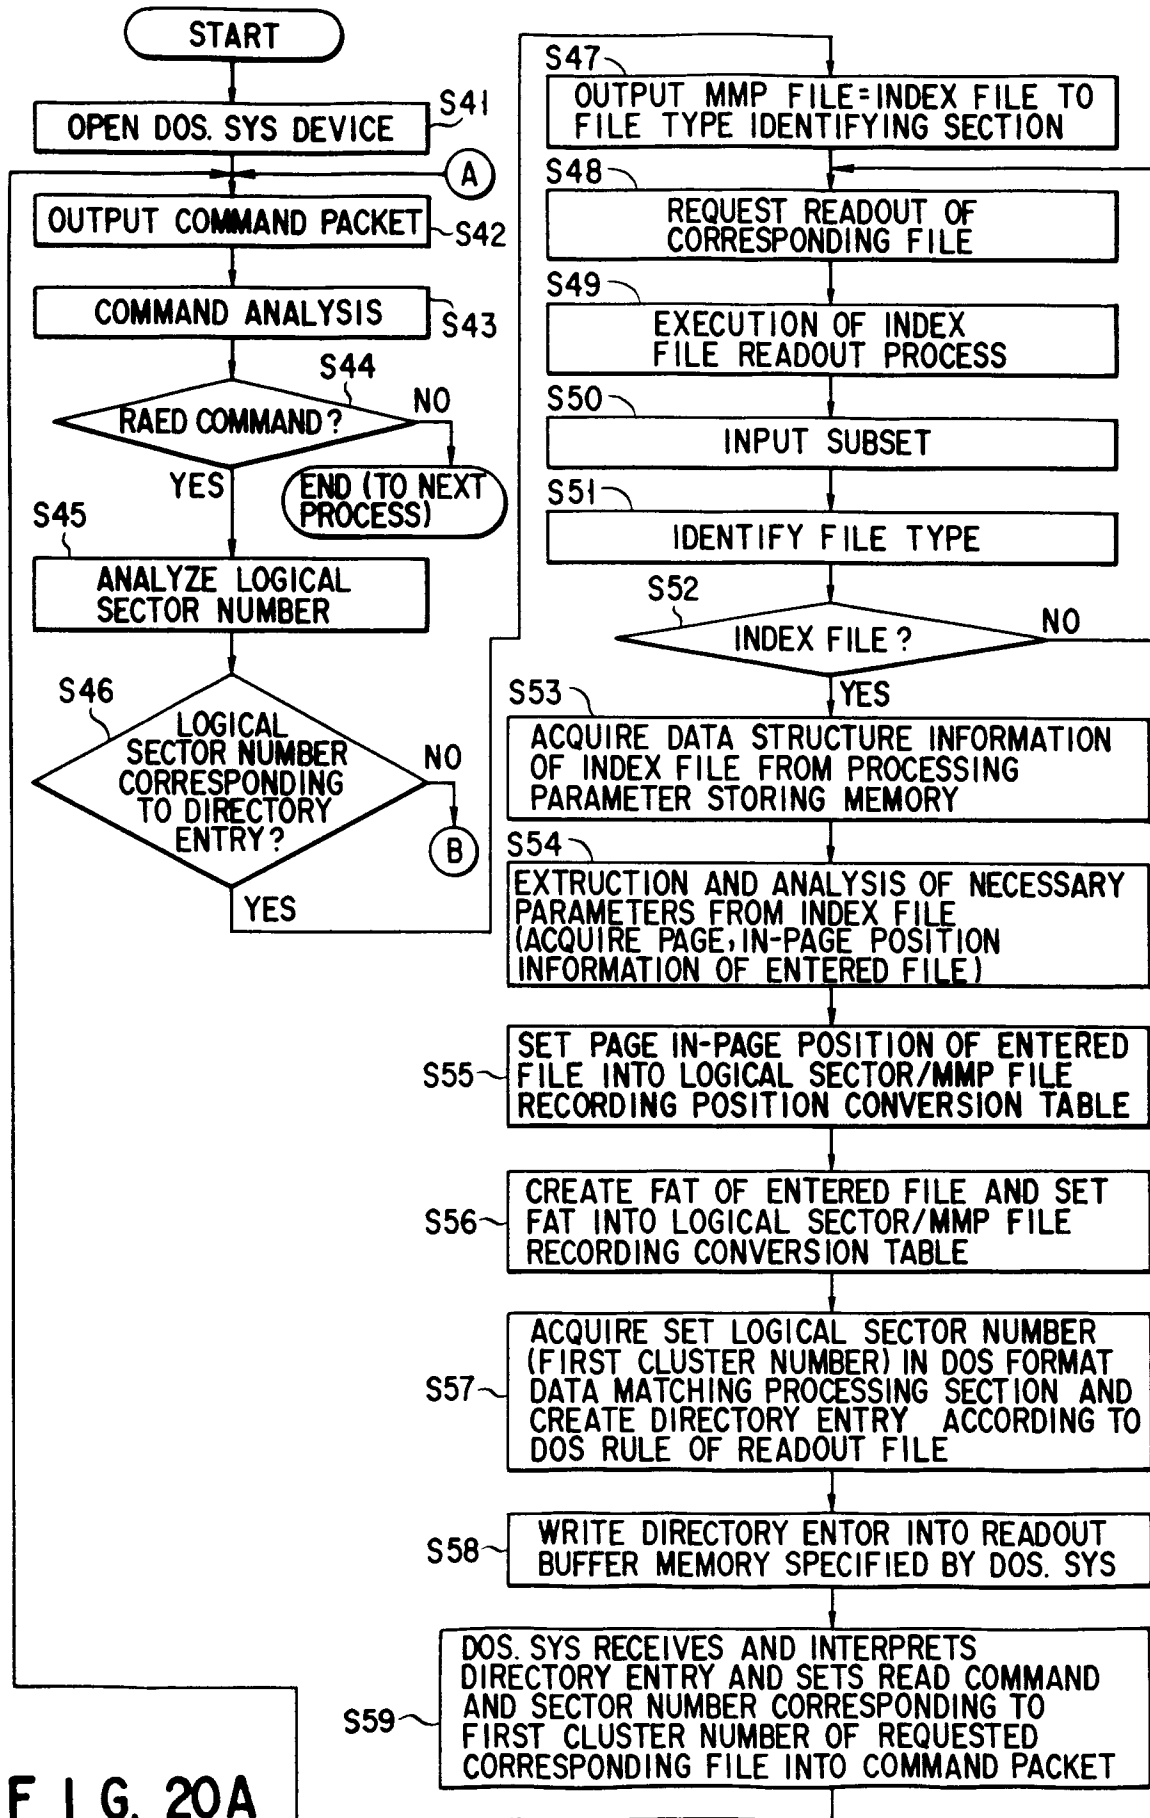 START
OPEN DOS. SYS DEVICE
S41
A
OUTPUT COMMAND PACKET
S42
COMMAND ANALYSIS
S43
S44
RAED COMMAND?
NO
YES
END (TO NEXT
PROCESS)
S45
ANALYZE LOGICAL
SECTOR NUMBER
S46
LOGICAL
SECTOR NUMBER
CORRESPONDING
TO DIRECTORY
ENTRY?
NO
B
YES
S47
OUTPUT MMP FILE=INDEX FILE TO
FILE TYPE IDENTIFYING SECTION
S48
REQUEST READOUT OF
CORRESPONDING FILE
S49
EXECUTION OF INDEX
FILE READOUT PROCESS
S50
INPUT SUBSET
S51
IDENTIFY FILE TYPE
S52
INDEX FILE?
NO
YES
S53
ACQUIRE DATA STRUCTURE INFORMATION
OF INDEX FILE FROM PROCESSING
PARAMETER STORING MEMORY
S54
EXTRUCTION AND ANALYSIS OF NECESSARY
PARAMETERS FROM INDEX FILE
(ACQUIRE PAGE, IN-PAGE POSITION
INFORMATION OF ENTERED FILE)
S55
SET PAGE IN-PAGE POSITION OF ENTERED
FILE INTO LOGICAL SECTOR/MMP FILE
RECORDING POSITION CONVERSION TABLE
S56
CREATE FAT OF ENTERED FILE AND SET
FAT INTO LOGICAL SECTOR/MMP FILE
RECORDING CONVERSION TABLE
S57
ACQUIRE SET LOGICAL SECTOR NUMBER
(FIRST CLUSTER NUMBER) IN DOS FORMAT
DATA MATCHING PROCESSING SECTION AND
CREATE DIRECTORY ENTRY ACCORDING TO
DOS RULE OF READOUT FILE
S58
WRITE DIRECTORY ENTOR INTO READOUT
BUFFER MEMORY SPECIFIED BY DOS. SYS
S59
DOS. SYS RECEIVES AND INTERPRETS
DIRECTORY ENTRY AND SETS READ COMMAND
AND SECTOR NUMBER CORRESPONDING TO
FIRST CLUSTER NUMBER OF REQUESTED
CORRESPONDING FILE INTO COMMAND PACKET
FIG. 20A